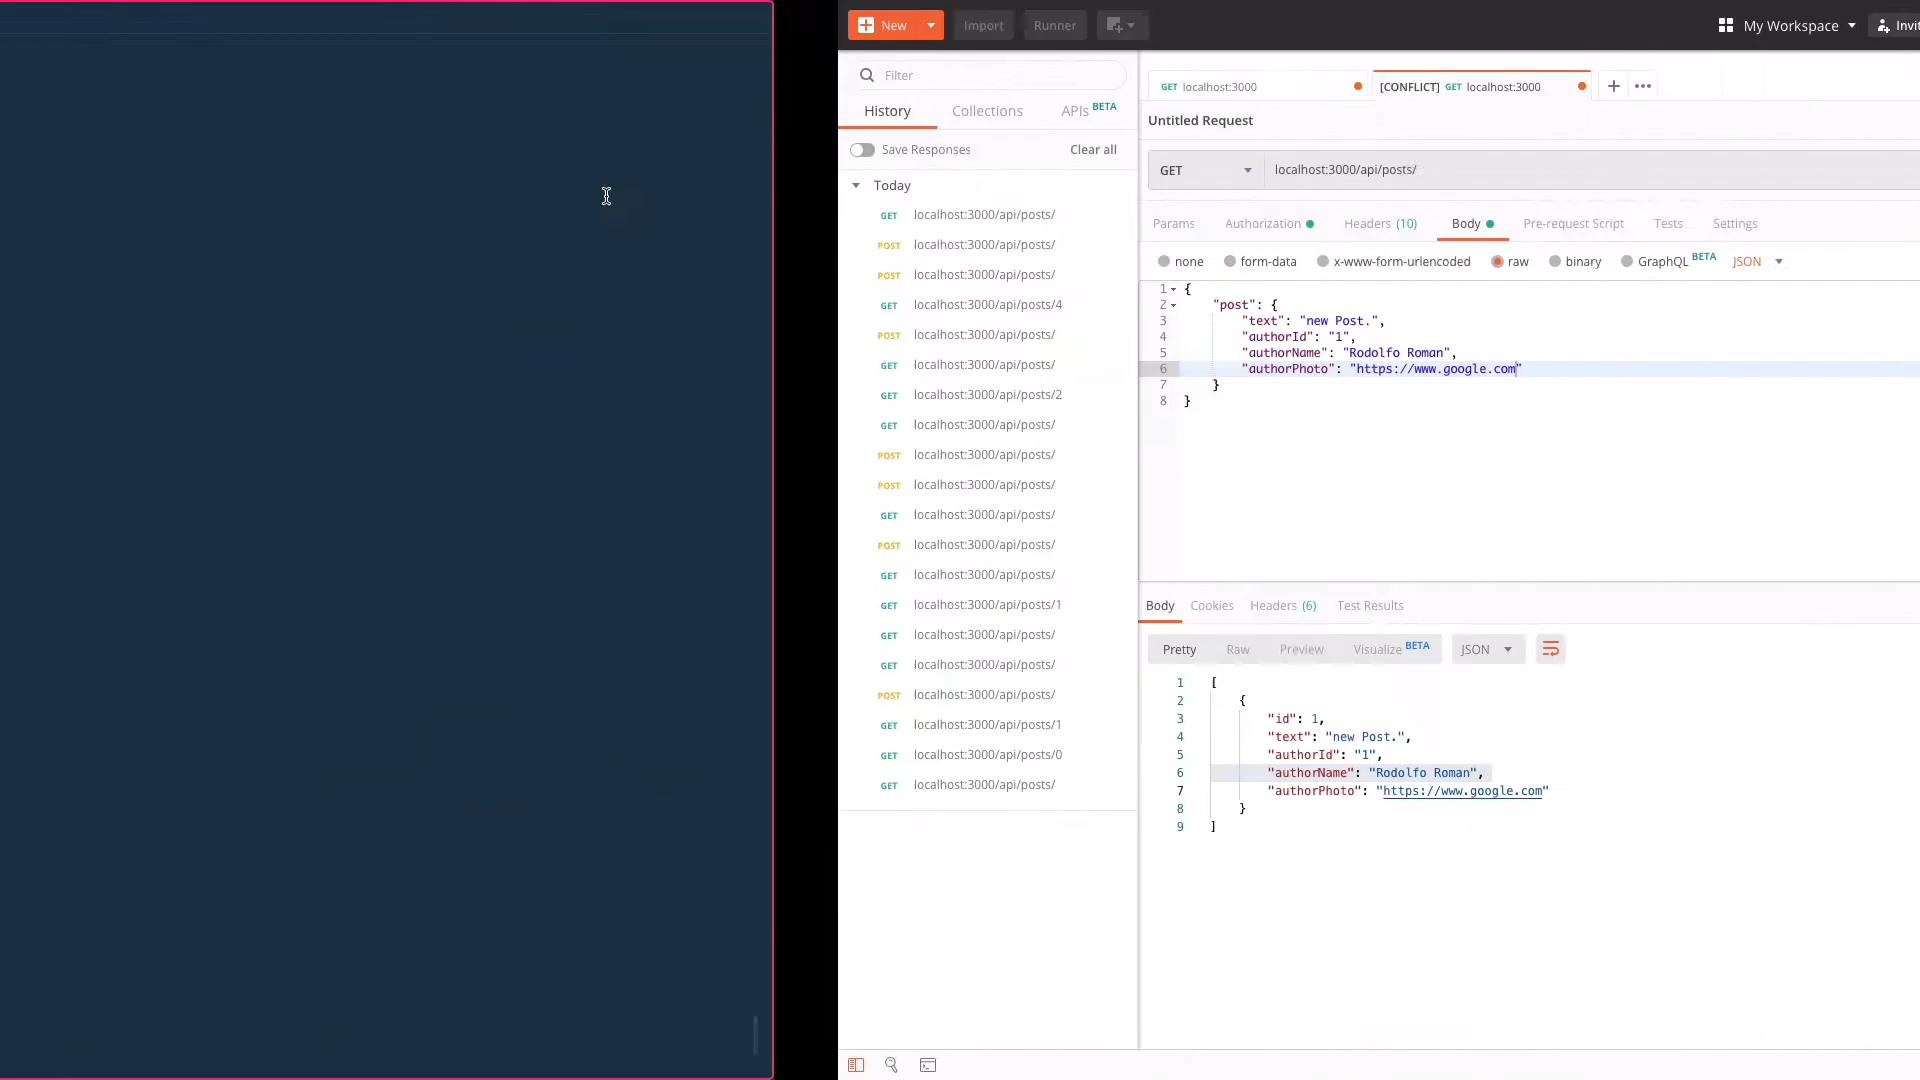 New
Import
Runner
My Workspace
Filter
GET localhost:3000
[CONFLICT] GET localhost:3000
•••
History
Collections
APIs BETA
Untitled Request
Save Responses
Clear all
GET
localhost:3000/api/posts/
Today
Params
Authorization
Headers (10)
Body
Pre-request Script
Tests
Settings
none
form-data
x-www-form-urlencoded
raw
binary
GraphQL BETA
JSON
GET localhost:3000/api/posts/
POST localhost:3000/api/posts/
POST localhost:3000/api/posts/
GET localhost:3000/api/posts/4
POST localhost:3000/api/posts/
GET localhost:3000/api/posts/
GET localhost:3000/api/posts/2
GET localhost:3000/api/posts/
POST localhost:3000/api/posts/
POST localhost:3000/api/posts/
GET localhost:3000/api/posts/
POST localhost:3000/api/posts/
GET localhost:3000/api/posts/
GET localhost:3000/api/posts/1
GET localhost:3000/api/posts/
GET localhost:3000/api/posts/
POST localhost:3000/api/posts/
GET localhost:3000/api/posts/1
GET localhost:3000/api/posts/0
GET localhost:3000/api/posts/
1 {
2 "post": {
3 "text": "new Post.",
4 "authorId": "1",
5 "authorName": "Rodolfo Roman",
6 "authorPhoto": "https://www.google.com"
7 }
8 }
Body
Cookies
Headers (6)
Test Results
Pretty
Raw
Preview
Visualize BETA
JSON
1 [
2 {
3 "id": 1,
4 "text": "new Post.",
5 "authorId": "1",
6 "authorName": "Rodolfo Roman",
7 "authorPhoto": "https://www.google.com"
8 }
9 ]